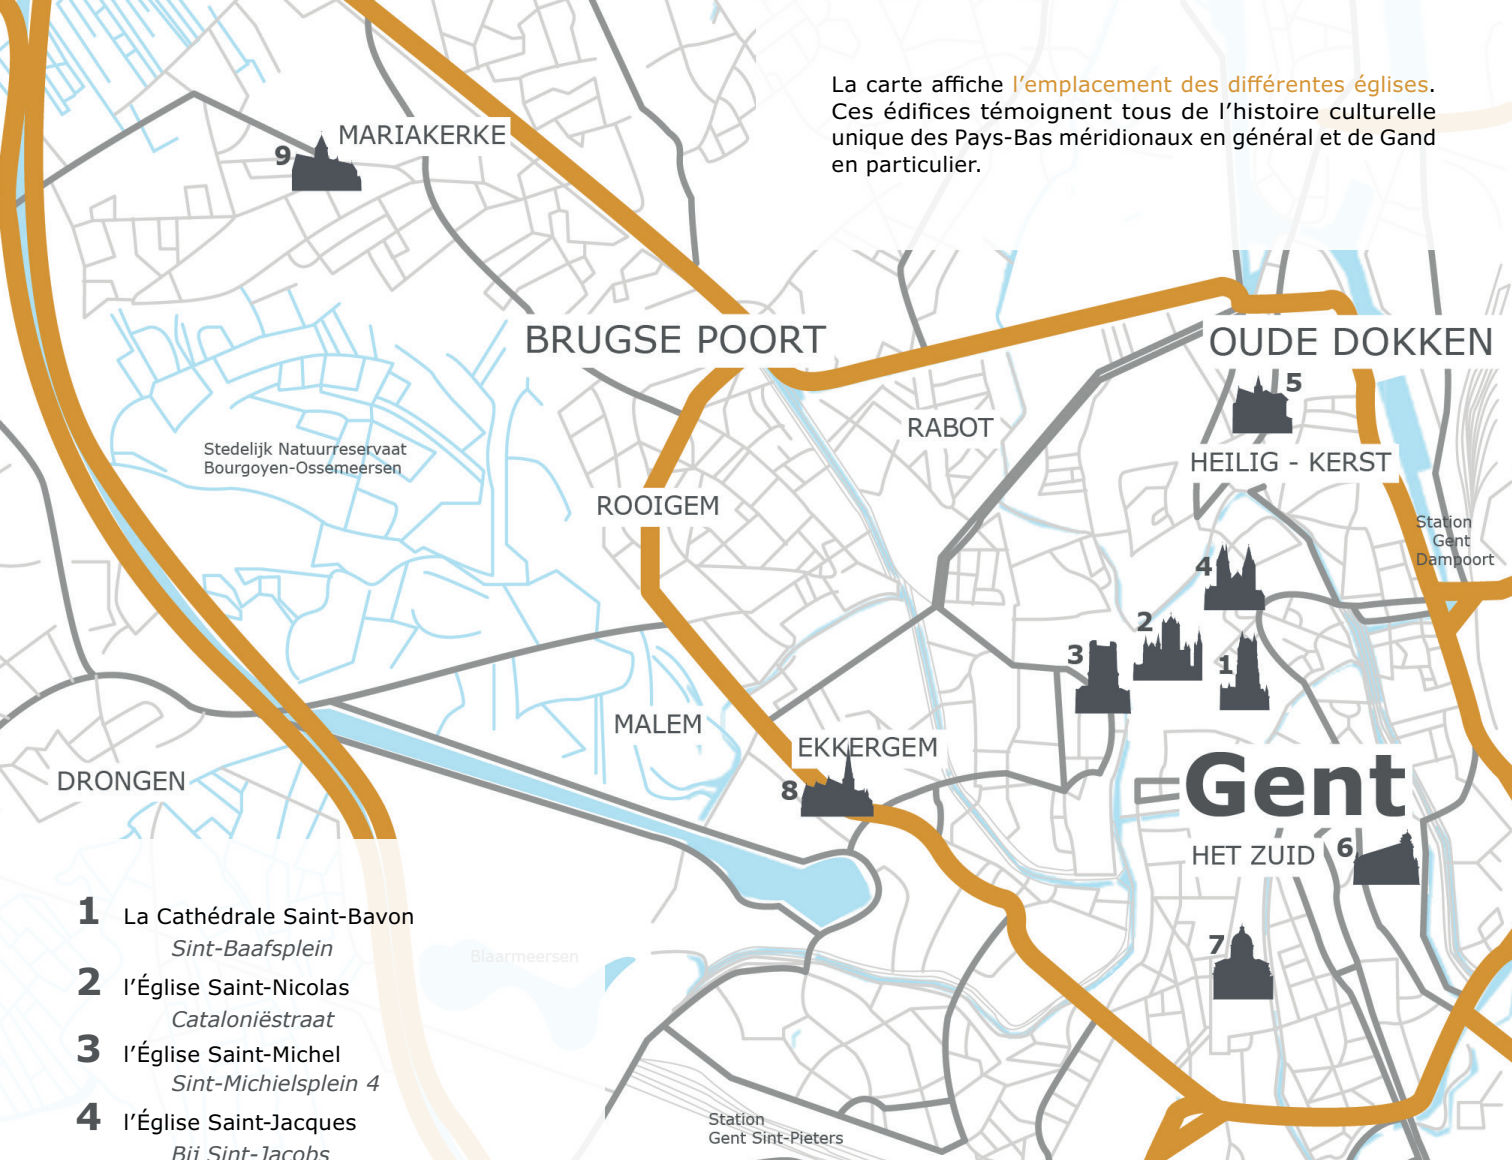 La carte affiche l’emplacement des différentes églises.
Ces édifices témoignent tous de l’histoire culturelle
unique des Pays-Bas méridionaux en général et de Gand
en particulier.
9
MARIAKERKE
BRUGSE POORT
OUDE DOKKEN
5
RABOT
HEILIG - KERST
Stedelijk Natuurreservaat
Bourgoyen-Ossemeersen
ROOIGEM
Station
Gent
Dampoort
4
2
3
1
MALEM
EKKERGEM
DRONGEN
8
Gent
HET ZUID
6
7
Blaarmeersen
Station
Gent Sint-Pieters
1 La Cathédrale Saint-Bavon
Sint-Baafsplein
2 l’Église Saint-Nicolas
Cataloniëstraat
3 l’Église Saint-Michel
Sint-Michielsplein 4
4 l’Église Saint-Jacques
Bij Sint-Jacobs